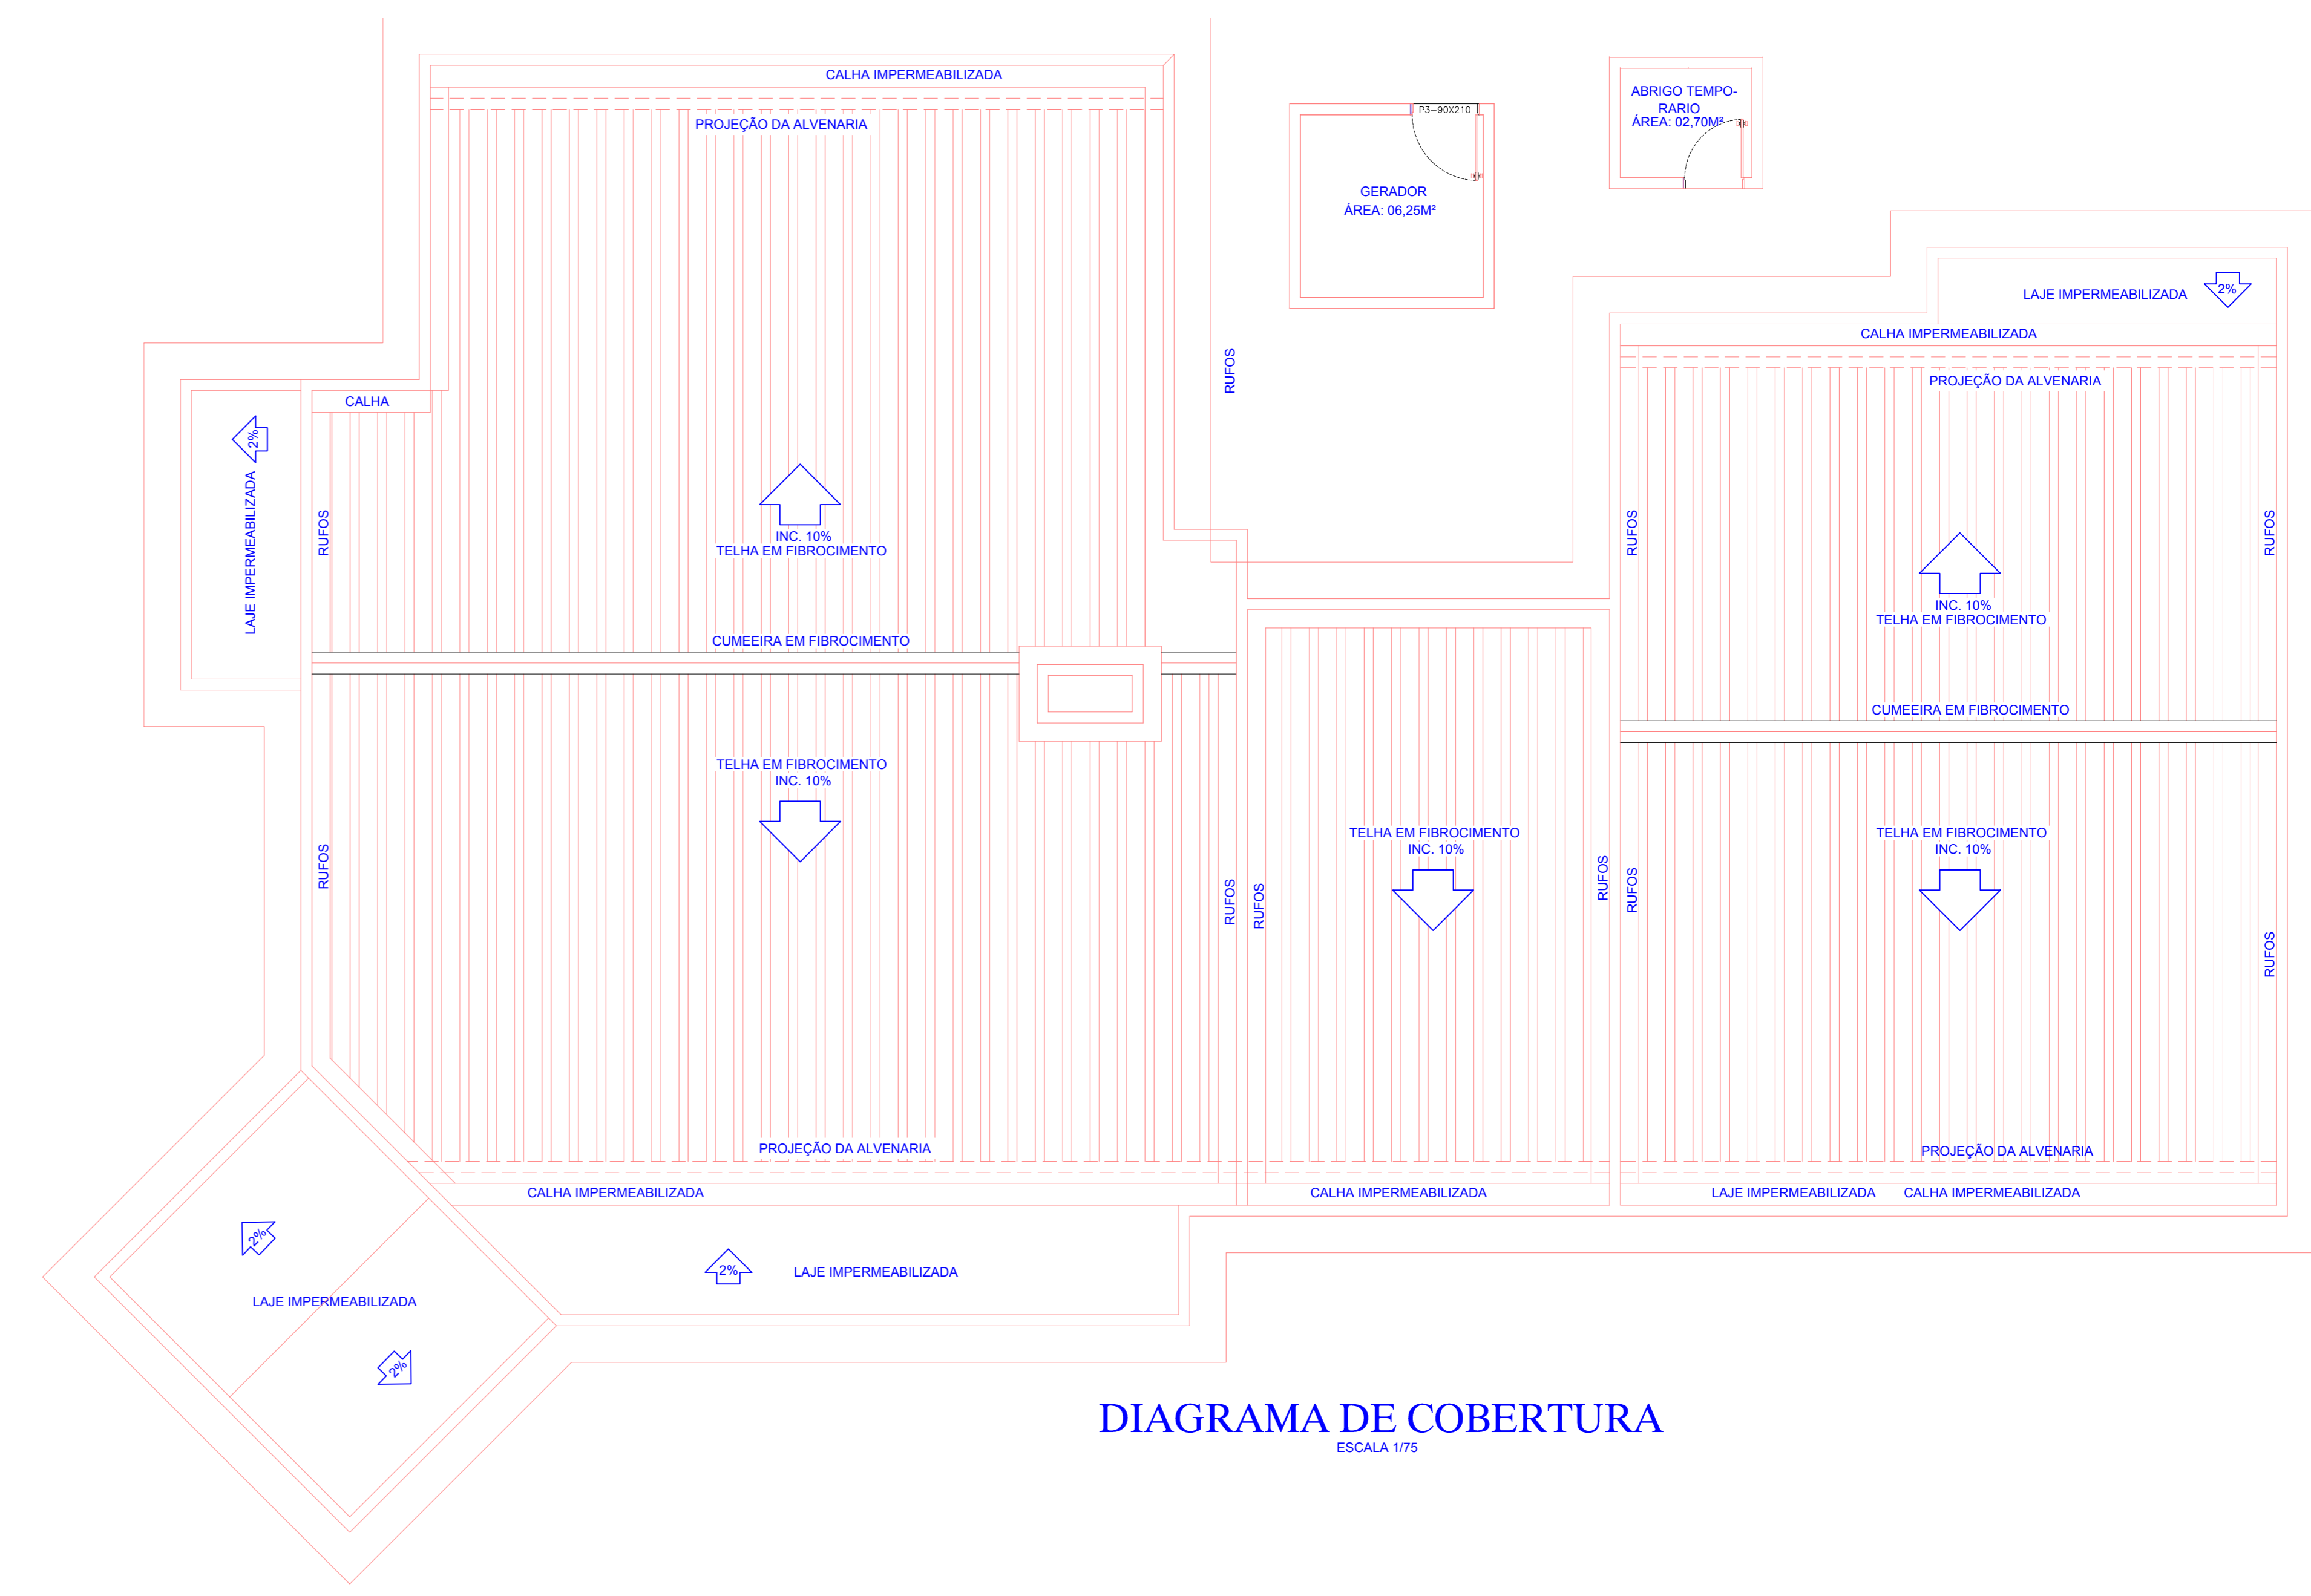 CALHA IMPERMEABILIZADA
PROJEÇÃO DA ALVENARIA
P3-90X210
GERADOR
ÁREA: 06,25M²
ABRIGO TEMPO-
RARIO
ÁREA: 02,70M²
LAJE IMPERMEABILIZADA
2%
CALHA IMPERMEABILIZADA
PROJEÇÃO DA ALVENARIA
RUFOS
CALHA
2%
LAJE IMPERMEABILIZADA
RUFOS
INC. 10%
TELHA EM FIBROCIMENTO
RUFOS
RUFOS
INC. 10%
TELHA EM FIBROCIMENTO
CUMEEIRA EM FIBROCIMENTO
CUMEEIRA EM FIBROCIMENTO
TELHA EM FIBROCIMENTO
INC. 10%
RUFOS
RUFOS
RUFOS
TELHA EM FIBROCIMENTO
INC. 10%
RUFOS
RUFOS
TELHA EM FIBROCIMENTO
INC. 10%
RUFOS
PROJEÇÃO DA ALVENARIA
PROJEÇÃO DA ALVENARIA
CALHA IMPERMEABILIZADA
CALHA IMPERMEABILIZADA
LAJE IMPERMEABILIZADA
CALHA IMPERMEABILIZADA
2%
2%
LAJE IMPERMEABILIZADA
LAJE IMPERMEABILIZADA
2%
DIAGRAMA DE COBERTURA
ESCALA 1/75